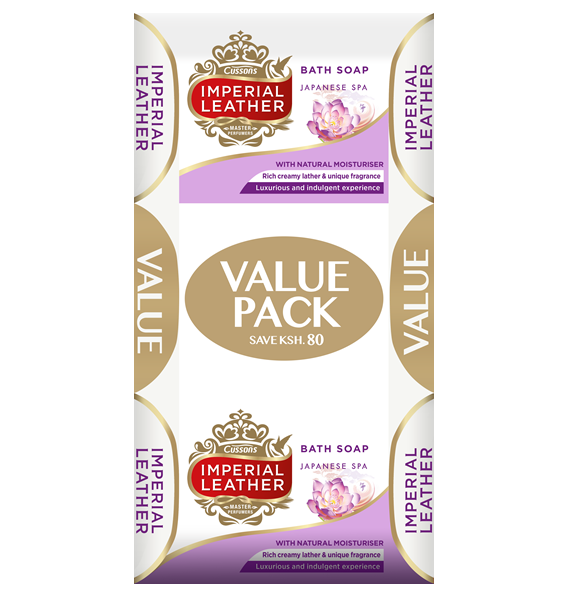 IMPERIAL
LEATHER
Cussons
IMPERIAL
LEATHER
MASTER
PERFUMERS
BATH SOAP
JAPANESE SPA
WITH NATURAL MOISTURISER
Rich creamy lather & unique fragrance
Luxurious and indulgent experience
IMPERIAL
LEATHER
VALUE
VALUE
PACK
SAVE KSH. 80
VALUE
IMPERIAL
LEATHER
Cussons
IMPERIAL
LEATHER
MASTER
PERFUMERS
BATH SOAP
JAPANESE SPA
WITH NATURAL MOISTURISER
Rich creamy lather & unique fragrance
Luxurious and indulgent experience
IMPERIAL
LEATHER